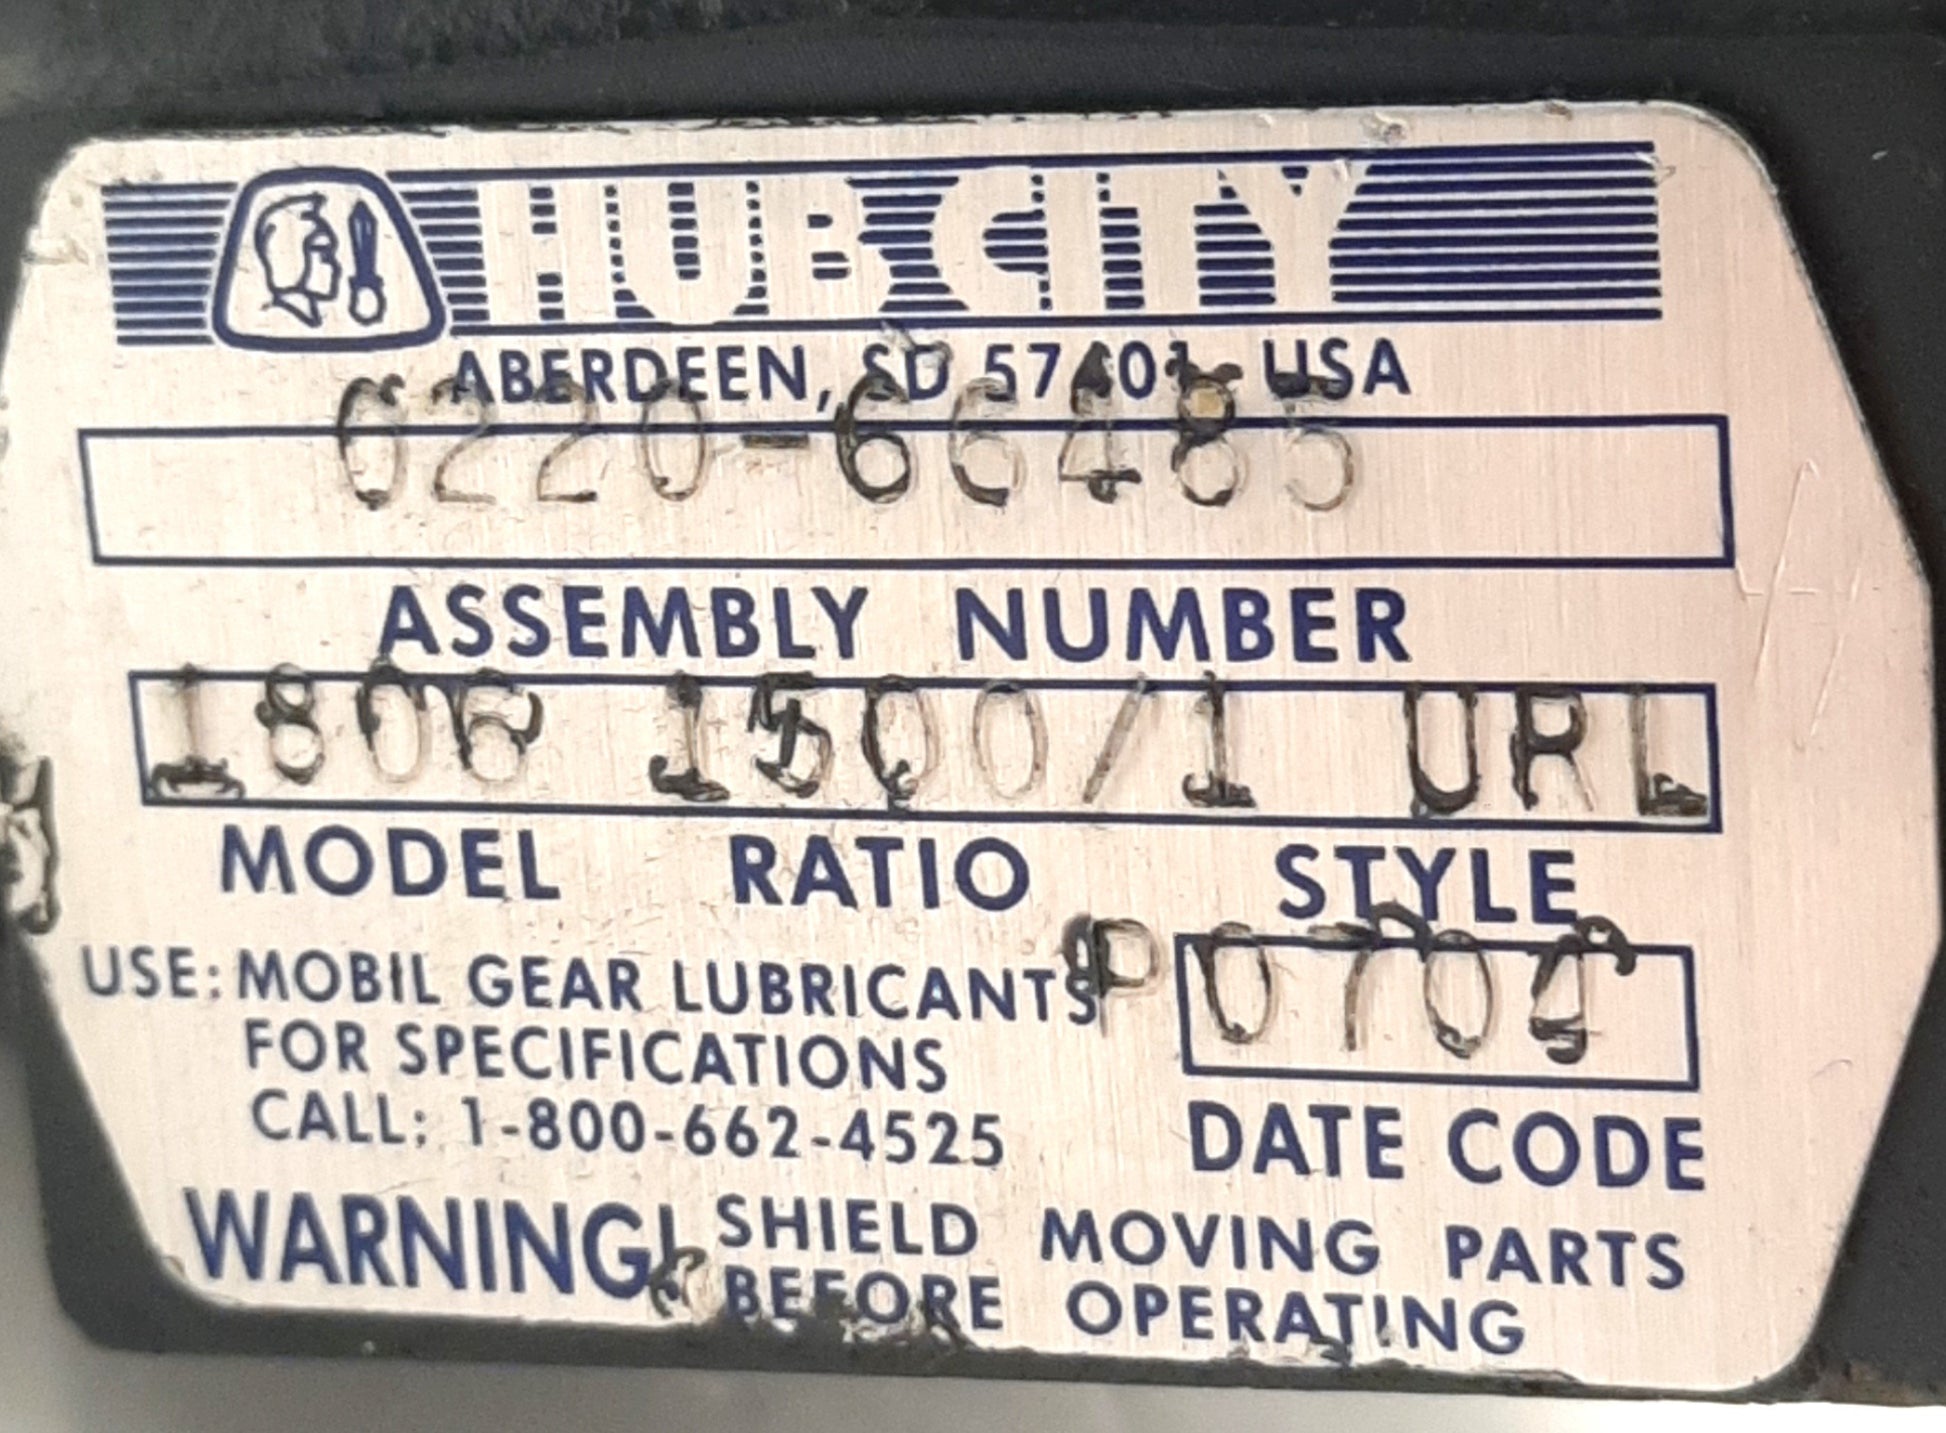 HUB CITY
ABERDEEN, SD 57401 USA
0220-66485
ASSEMBLY NUMBER
1806 1500/1 URL
MODEL RATIO STYLE
USE: MOBIL GEAR LUBRICANTS
FOR SPECIFICATIONS
CALL: 1-800-662-4525
P0704
DATE CODE
WARNING! SHIELD MOVING PARTS
BEFORE OPERATING